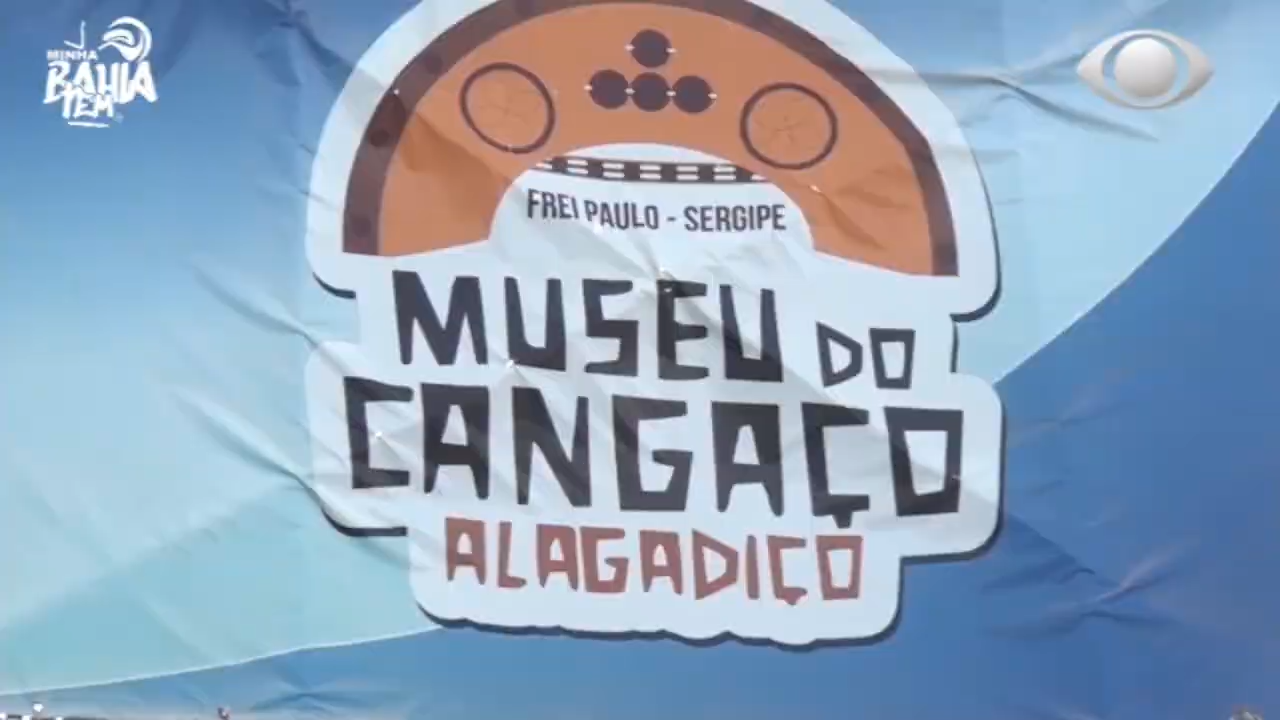 MINHA
BAHIA
TEM
FREI PAULO - SERGIPE
MUSEU DO
CANGAÇO
ALAGADIÇO